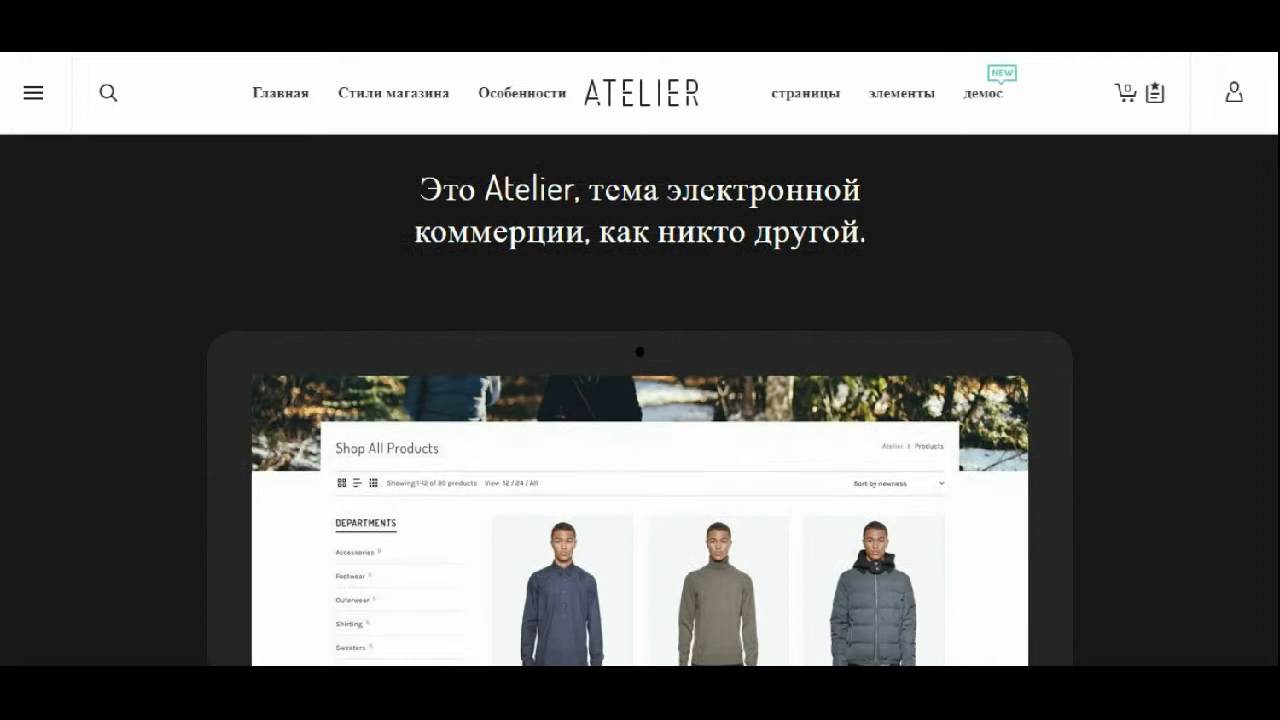 NEW
Главная Стили магазина Особенности ATELIER страницы элементы демос 0
Это Atelier, тема электронной
коммерции, как никто другой.
Shop All Products Atelier > Products
Showing 1-12 of 30 products View: 12 / 24 / All Sort by newness
DEPARTMENTS
Accessories
Footwear
Outerwear
Shirting
Sweaters